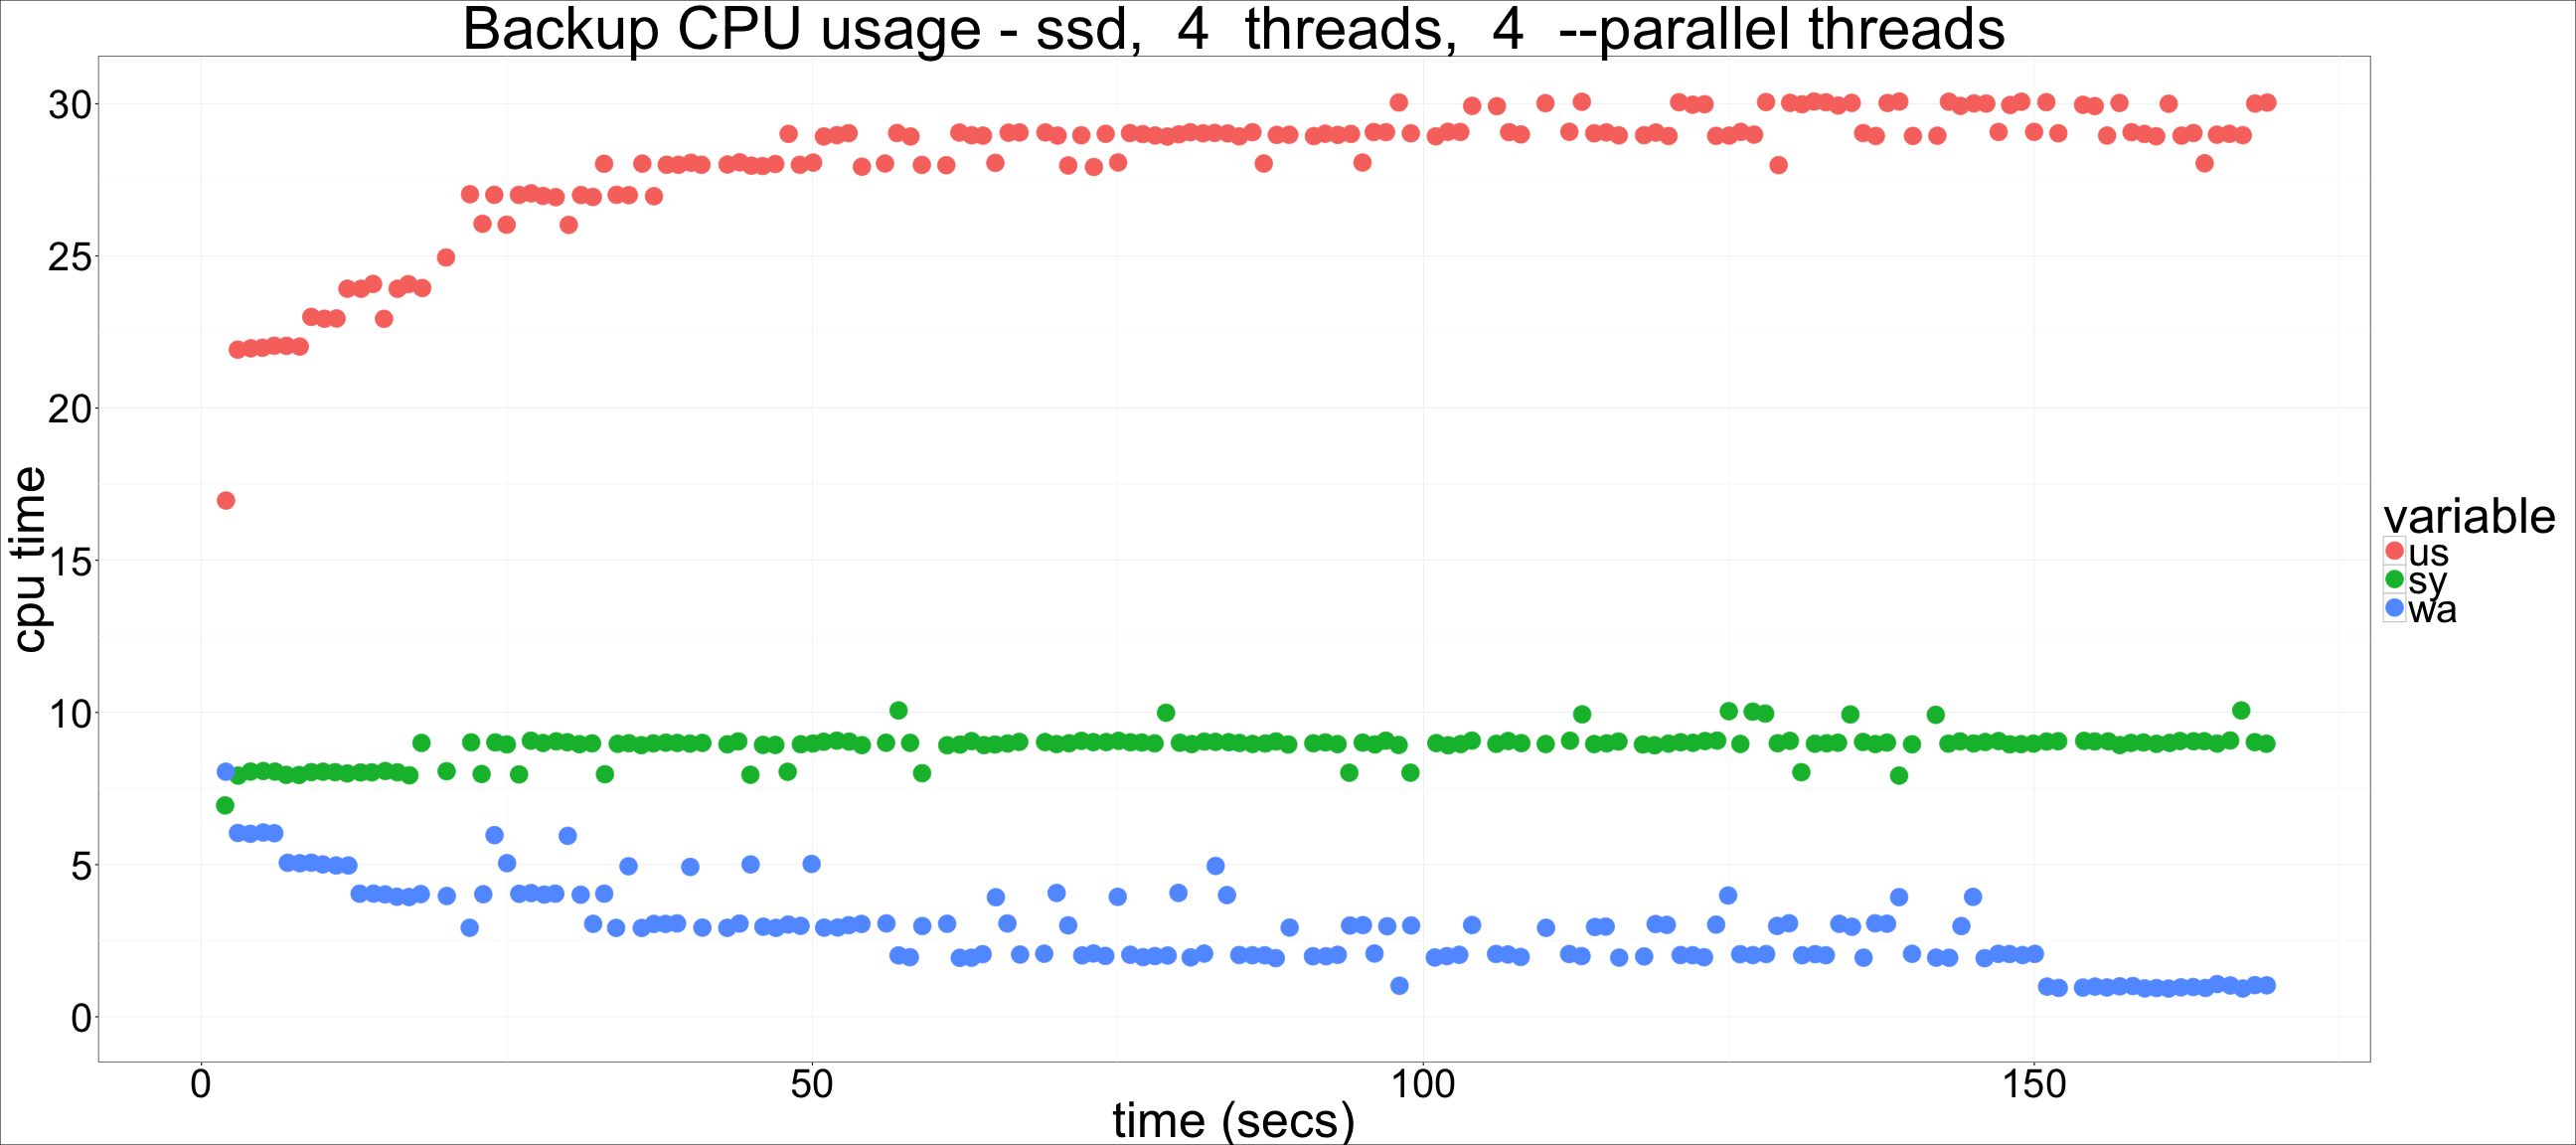 Backup CPU usage - ssd,  4  threads,  4  --parallel threads
30
25
20
15
10
5
0
cpu time
0 50 100 150
time (secs)
variable
us
sy
wa